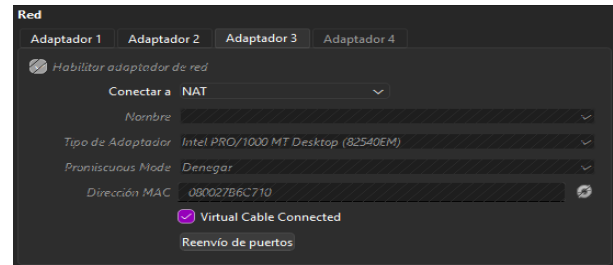 Red
Adaptador 1 Adaptador 2 Adaptador 3 Adaptador 4
Habilitar adaptador de red
Conectar a NAT
Nombre
Tipo de Adaptador Intel PRO/1000 MT Desktop (82540EM)
Promiscuous Mode Denegar
Dirección MAC 080027B6C710
Virtual Cable Connected
Reenvío de puertos